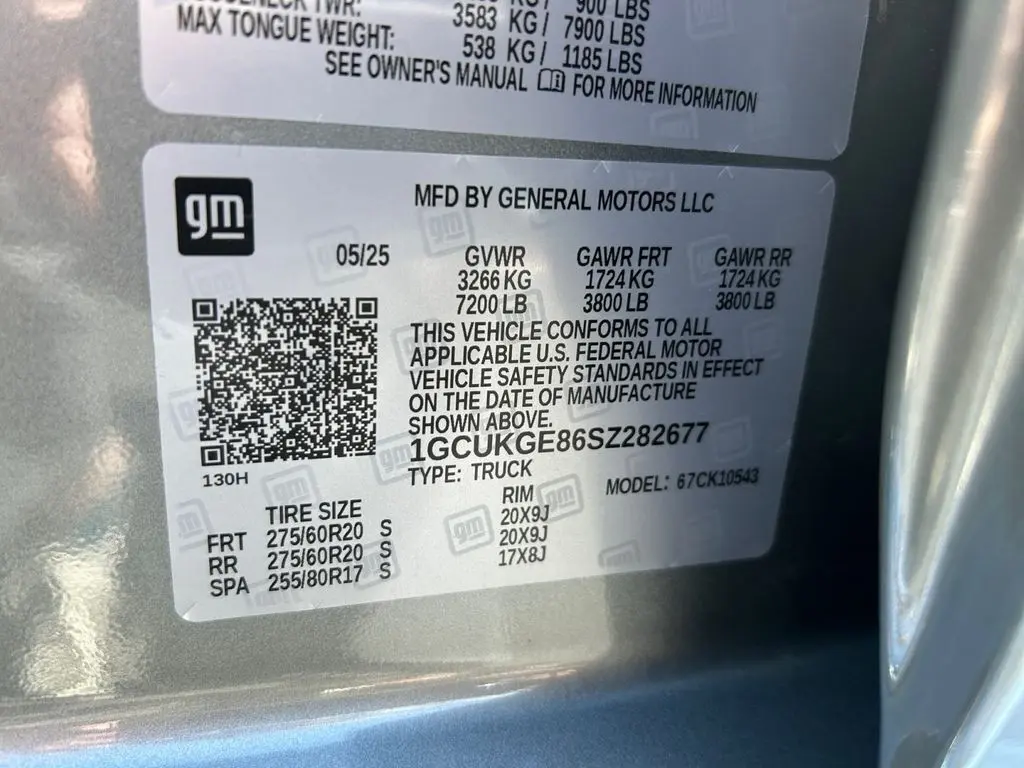 TWR: KG/ 900 LBS
3583 KG/ 7900 LBS
MAX TONGUE WEIGHT: 538 KG/ 1185 LBS
SEE OWNER'S MANUAL FOR MORE INFORMATION
gm
MFD BY GENERAL MOTORS LLC
05/25 GVWR GAWR FRT GAWR RR
3266 KG 1724 KG 1724 KG
7200 LB 3800 LB 3800 LB
THIS VEHICLE CONFORMS TO ALL
APPLICABLE U.S. FEDERAL MOTOR
VEHICLE SAFETY STANDARDS IN EFFECT
ON THE DATE OF MANUFACTURE
SHOWN ABOVE.
1GCUKGE86SZ282677
130H
TYPE: TRUCK MODEL: 67CK10543
TIRE SIZE RIM
FRT 275/60R20 S 20X9J
RR 275/60R20 S 20X9J
SPA 255/80R17 S 17X8J